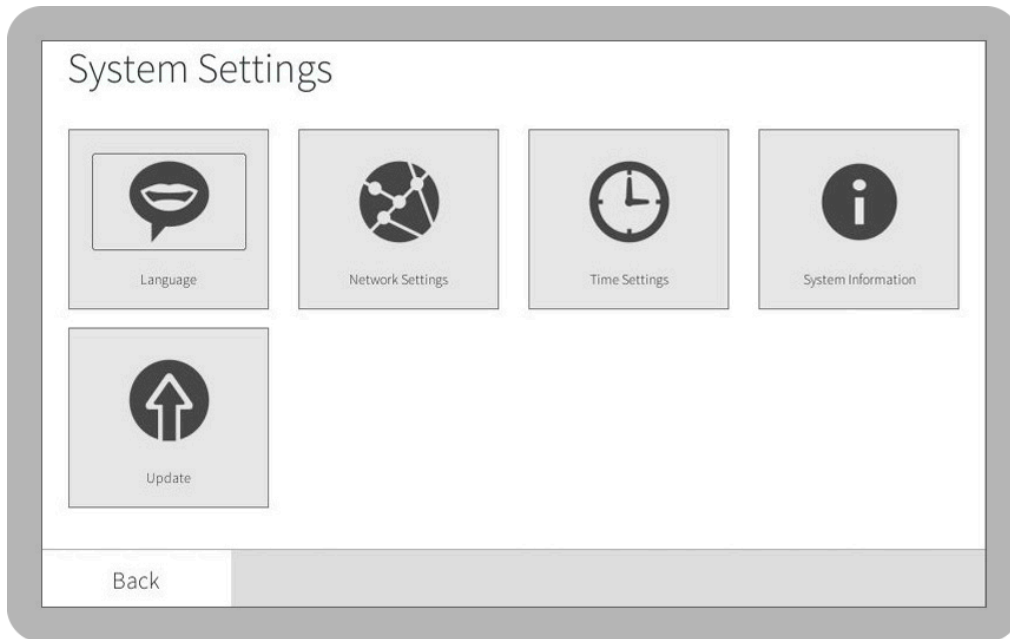 System Settings
Language
Network Settings
Time Settings
System Information
Update
Back